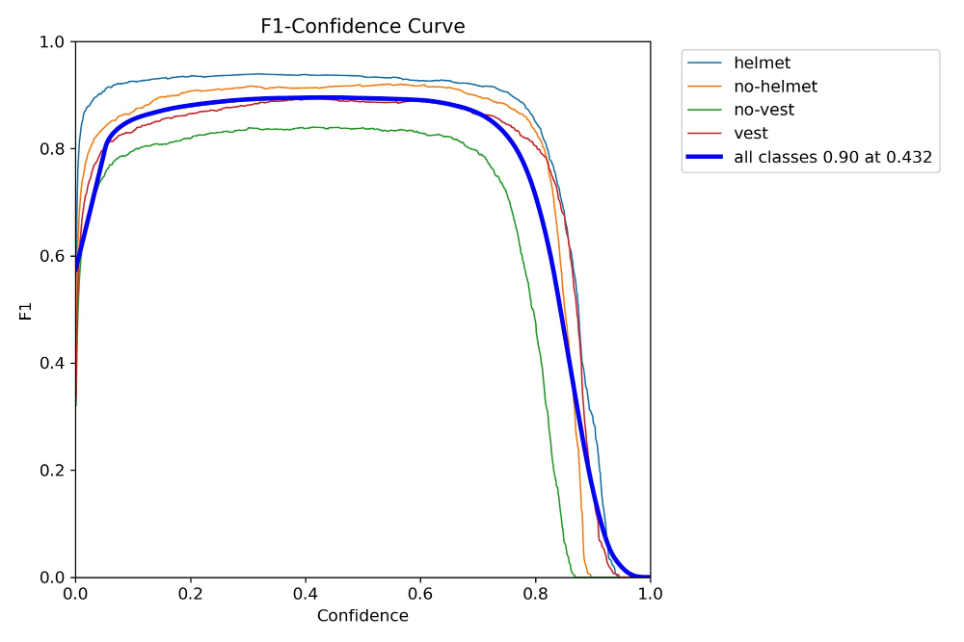 F1-Confidence Curve
1.0
0.8
0.6
0.4
0.2
0.0
F1
0.0 0.2 0.4 0.6 0.8 1.0
Confidence
helmet
no-helmet
no-vest
vest
all classes 0.90 at 0.432